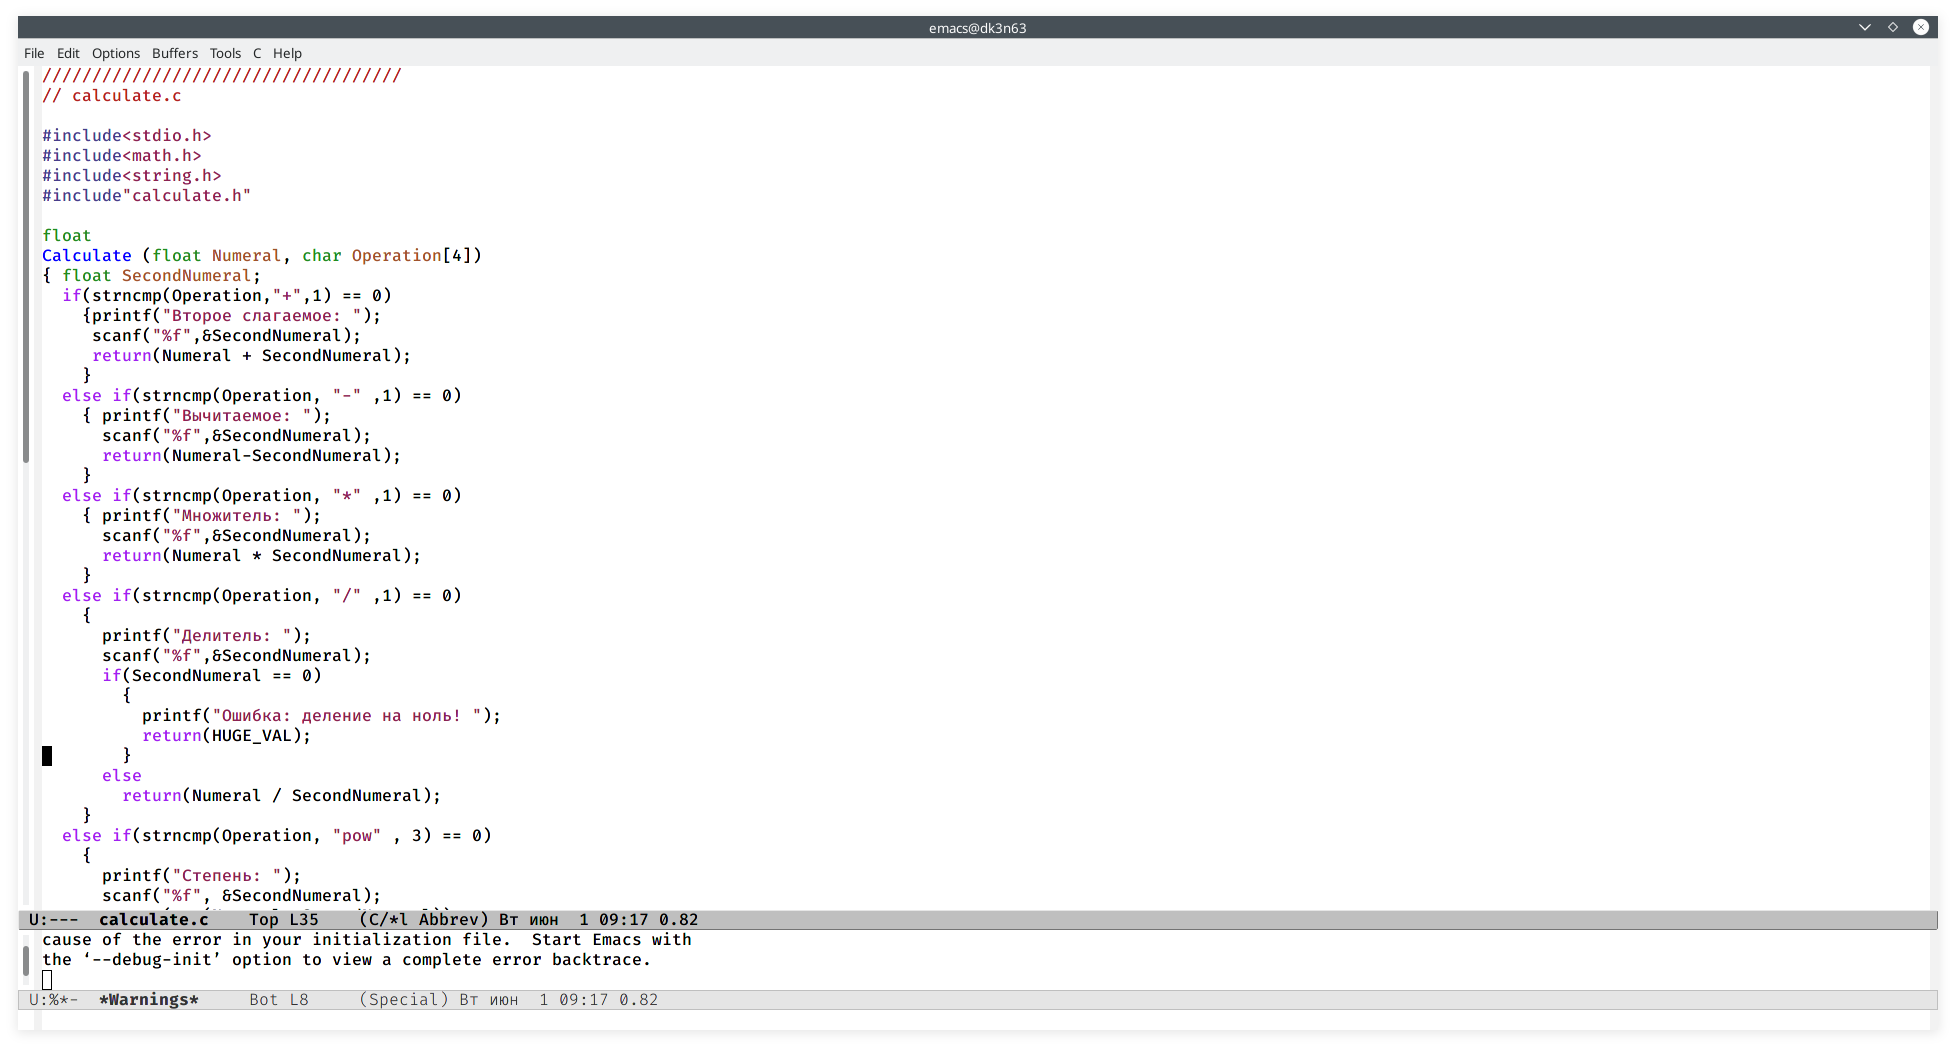 emacs@dk3n63
File Edit Options Buffers Tools C Help
////////////////////////////////////
// calculate.c
#include<stdio.h>
#include<math.h>
#include<string.h>
#include"calculate.h"
float
Calculate (float Numeral, char Operation[4])
{ float SecondNumeral;
  if(strncmp(Operation,"+",1) == 0)
    {printf("Второе слагаемое: ");
     scanf("%f",&SecondNumeral);
     return(Numeral + SecondNumeral);
    }
  else if(strncmp(Operation, "-" ,1) == 0)
    { printf("Вычитаемое: ");
      scanf("%f",&SecondNumeral);
      return(Numeral-SecondNumeral);
    }
  else if(strncmp(Operation, "*" ,1) == 0)
    { printf("Множитель: ");
      scanf("%f",&SecondNumeral);
      return(Numeral * SecondNumeral);
    }
  else if(strncmp(Operation, "/" ,1) == 0)
    {
      printf("Делитель: ");
      scanf("%f",&SecondNumeral);
      if(SecondNumeral == 0)
        {
          printf("Ошибка: деление на ноль! ");
          return(HUGE_VAL);
        }
      else
        return(Numeral / SecondNumeral);
    }
  else if(strncmp(Operation, "pow" , 3) == 0)
    {
      printf("Степень: ");
      scanf("%f", &SecondNumeral);
U:--- calculate.c Top L35 (C/*l Abbrev) Вт июн 1 09:17 0.82
cause of the error in your initialization file.  Start Emacs with
the ‘--debug-init’ option to view a complete error backtrace.
U:%*- *Warnings* Bot L8 (Special) Вт июн 1 09:17 0.82